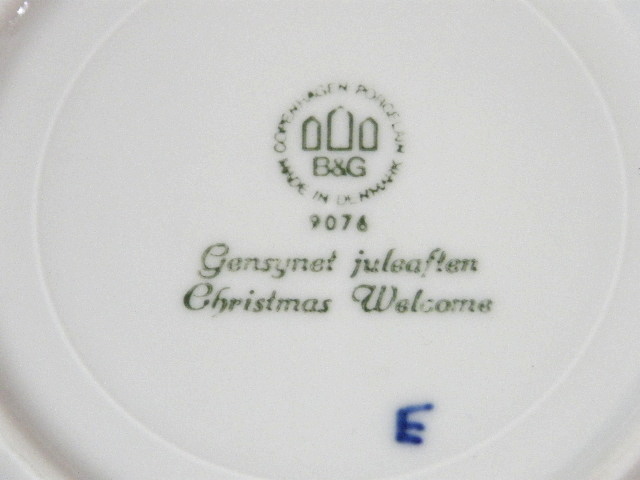 COPENHAGEN PORCELAIN
B&G
MADE IN DENMARK
9076
Gensynet juleaften
Christmas Welcome
E